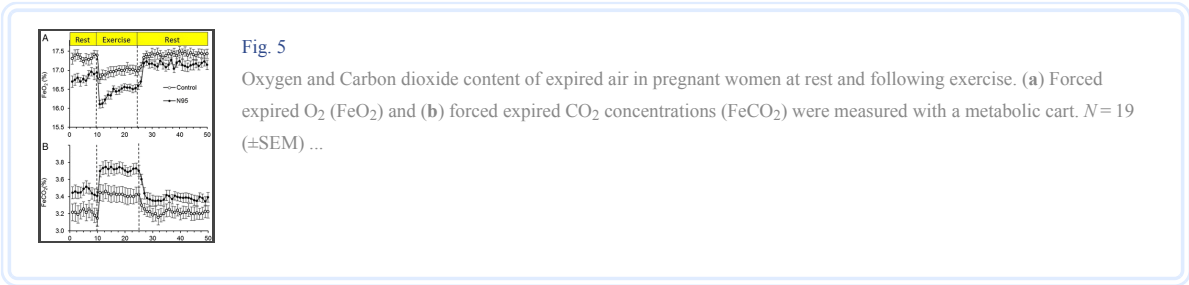 A
Rest Exercise Rest
17.5
17.0
16.5
16.0
15.5
FeO₂ (%)
Control
N95
0 10 20 30 40 50
B
3.8
3.6
3.4
3.2
3.0
FeCO₂(%)
0 10 20 30 40 50
Fig. 5
Oxygen and Carbon dioxide content of expired air in pregnant women at rest and following exercise. (a) Forced
expired O₂ (FeO₂) and (b) forced expired CO₂ concentrations (FeCO₂) were measured with a metabolic cart. N = 19
(±SEM) ...